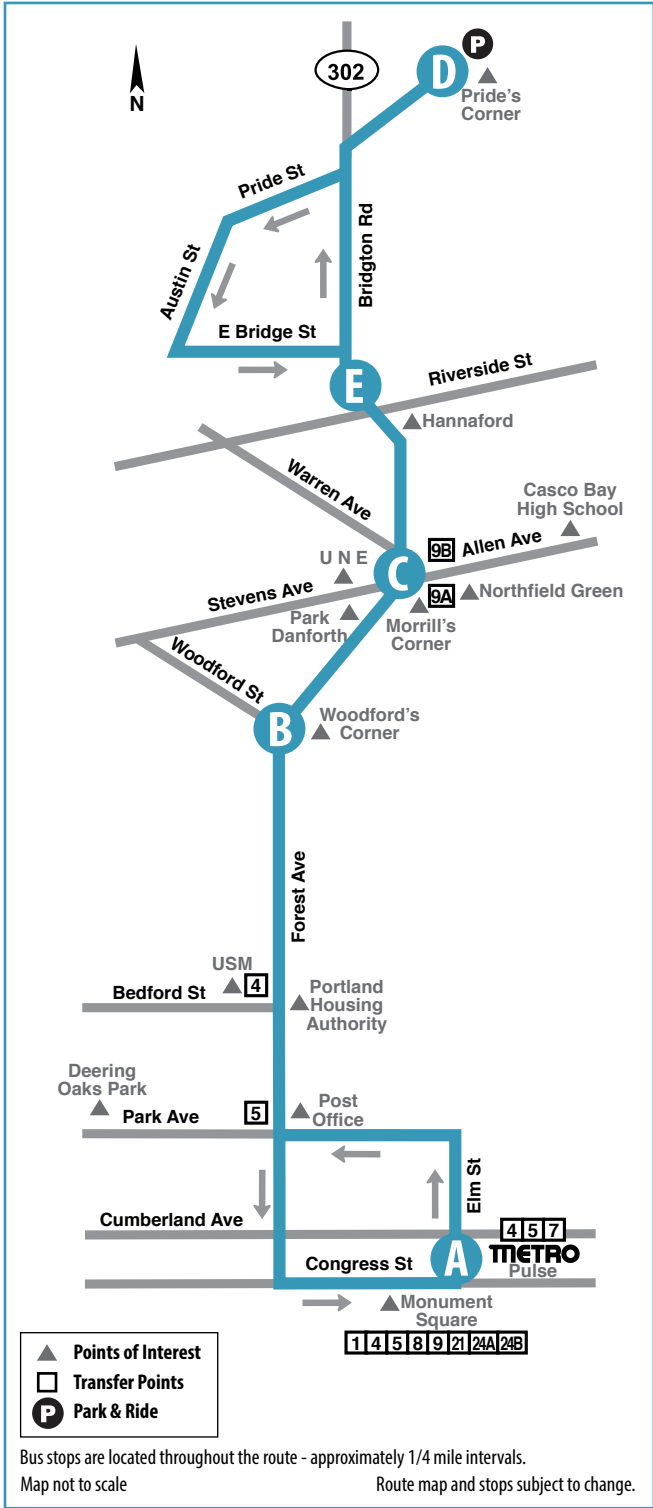 P
302
D
N
Pride's
Corner
Pride St
Bridgton Rd
Austin St
E Bridge St
E
Riverside St
Hannaford
Warren Ave
Casco Bay
High School
9B
Allen Ave
U N E
C
Stevens Ave
9A
Northfield Green
Park
Danforth
Morrill's
Corner
Woodford St
B
Woodford's
Corner
Forest Ave
USM
4
Bedford St
Portland
Housing
Authority
Deering
Oaks Park
Park Ave
5
Post
Office
Elm St
Cumberland Ave
4 5 7
METRO
Pulse
Congress St
A
Monument
Square
1 4 5 8 9 21 24A 24B
Points of Interest
Transfer Points
P Park & Ride
Bus stops are located throughout the route - approximately 1/4 mile intervals.
Map not to scale
Route map and stops subject to change.